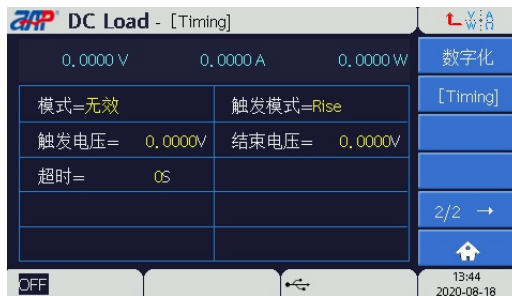 ZAP DC Load - [Timing]
0.0000 V 0.0000 A 0.0000 W
模式=无效 触发模式=Rise
触发电压= 0.0000V 结束电压= 0.0000V
超时= 0S
数字化
[Timing]
2/2 →
OFF
13:44
2020-08-18